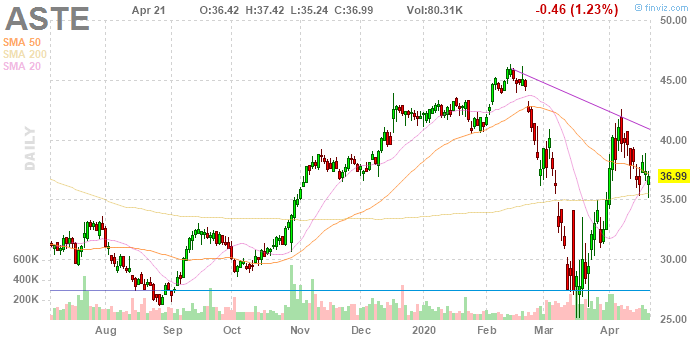 ASTE Apr 21 O:36.42 H:37.42 L:35.24 C:36.99 Vol:80.31K -0.46 (1.23%) © finviz.com
SMA 50
SMA 200
SMA 20
DAILY
50.00
45.00
40.00
36.99
35.00
30.00
25.00
600K
400K
200K
Aug Sep Oct Nov Dec 2020 Feb Mar Apr